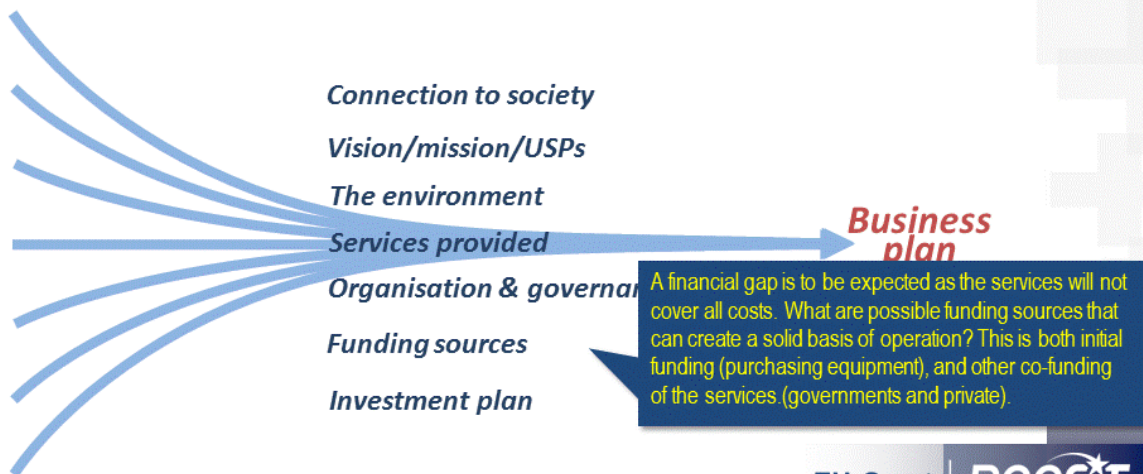 Connection to society
Vision/mission/USPs
The environment
Services provided
Business
plan
Organisation & governa
A financial gap is to be expected as the services will not
cover all costs. What are possible funding sources that
can create a solid basis of operation? This is both initial
funding (purchasing equipment), and other co-funding
of the services.(governments and private).
Funding sources
Investment plan